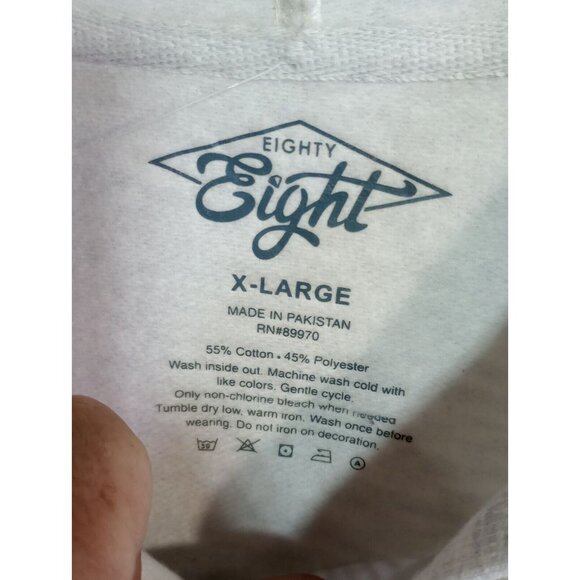 EIGHTY
Eight
X-LARGE
MADE IN PAKISTAN
RN#89970
55% Cotton • 45% Polyester
Wash inside out. Machine wash cold with
like colors. Gentle cycle.
Only non-chlorine bleach when needed
Tumble dry low, warm iron. Wash once before
wearing. Do not iron on decoration.
30
A